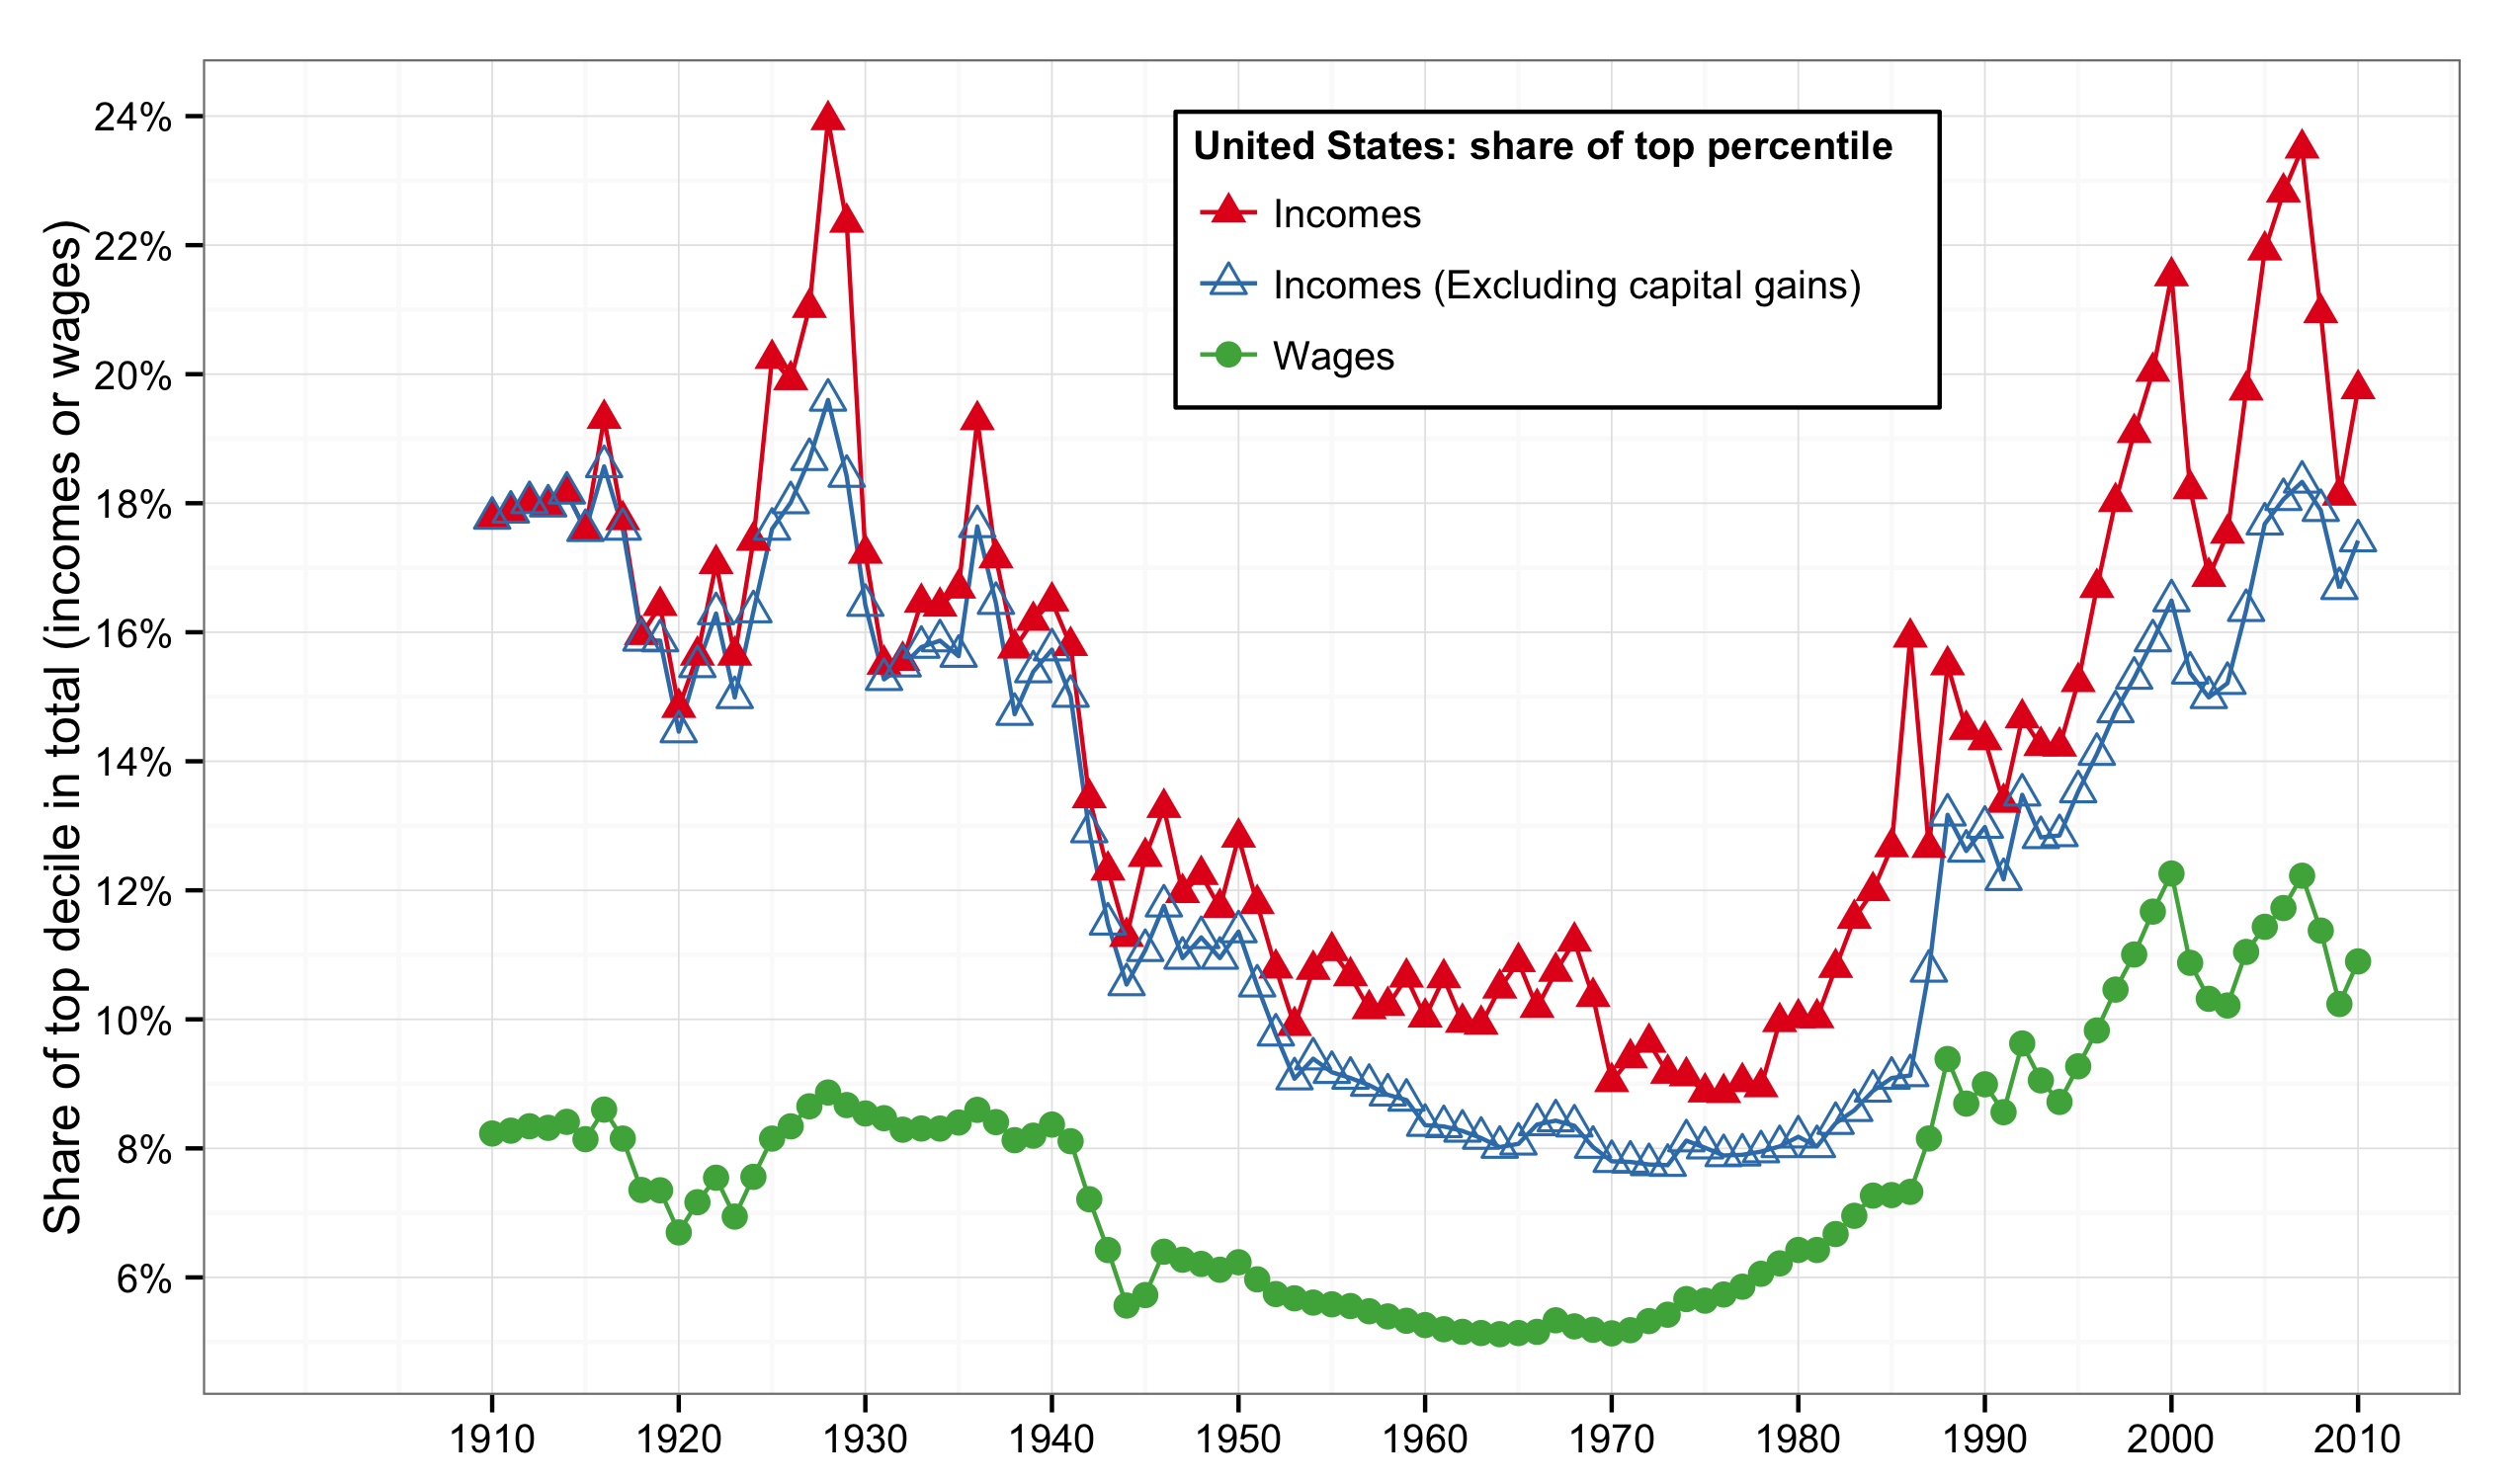 United States: share of top percentile
Incomes
Incomes (Excluding capital gains)
Wages
Share of top decile in total (incomes or wages)
24%
22%
20%
18%
16%
14%
12%
10%
8%
6%
1910 1920 1930 1940 1950 1960 1970 1980 1990 2000 2010